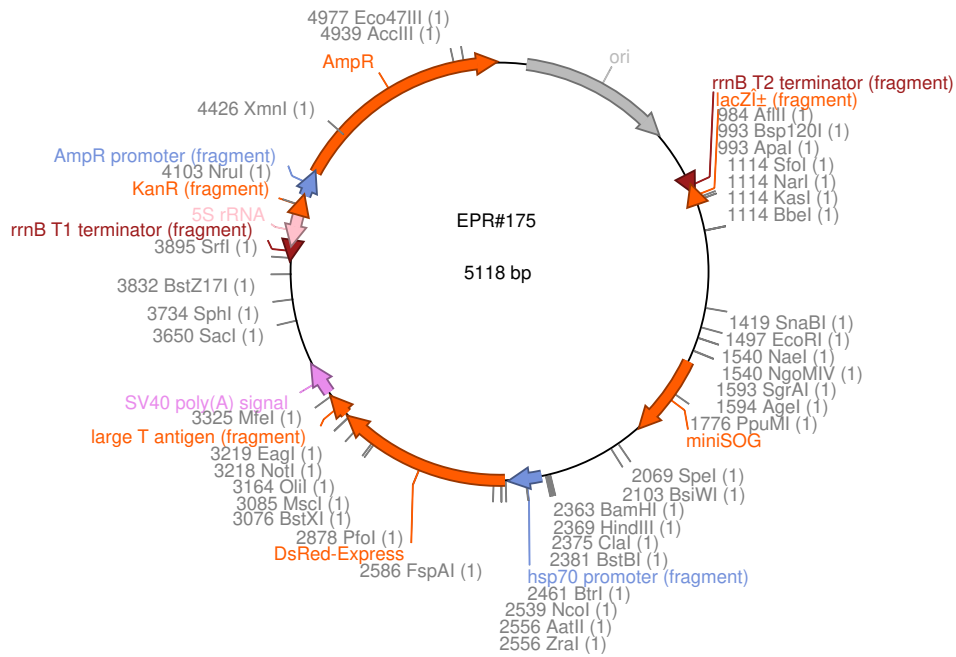 4977 Eco47III (1)
4939 AccIII (1)
AmpR
ori
4426 XmnI (1)
rrnB T2 terminator (fragment)
lacZÎ± (fragment)
984 AflII (1)
993 Bsp120I (1)
993 ApaI (1)
1114 SfoI (1)
1114 NarI (1)
1114 KasI (1)
1114 BbeI (1)
AmpR promoter (fragment)
4103 NruI (1)
KanR (fragment)
5S rRNA
rrnB T1 terminator (fragment)
3895 SrfI (1)
3832 BstZ17I (1)
3734 SphI (1)
3650 SacI (1)
EPR#175
5118 bp
1419 SnaBI (1)
1497 EcoRI (1)
1540 NaeI (1)
1540 NgoMIV (1)
1593 SgrAI (1)
1594 AgeI (1)
1776 PpuMI (1)
miniSOG
SV40 poly(A) signal
3325 MfeI (1)
large T antigen (fragment)
3219 EagI (1)
3218 NotI (1)
3164 OliI (1)
3085 MscI (1)
3076 BstXI (1)
2878 PfoI (1)
DsRed-Express
2586 FspAI (1)
2069 SpeI (1)
2103 BsiWI (1)
2363 BamHI (1)
2369 HindIII (1)
2375 ClaI (1)
2381 BstBI (1)
hsp70 promoter (fragment)
2461 BtrI (1)
2539 NcoI (1)
2556 AatII (1)
2556 ZraI (1)